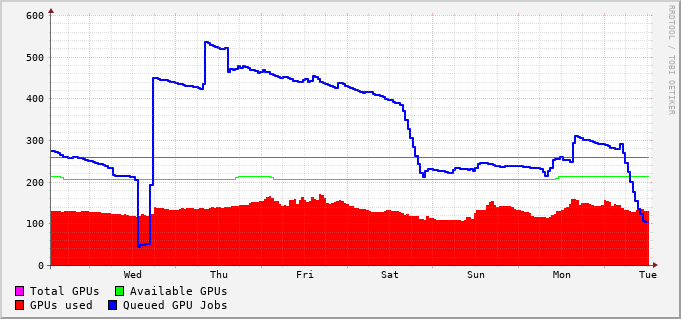 RRDTOOL / TOBI OETIKER
600
500
400
300
200
100
0
Wed Thu Fri Sat Sun Mon Tue
Total GPUs Available GPUs
GPUs used Queued GPU Jobs